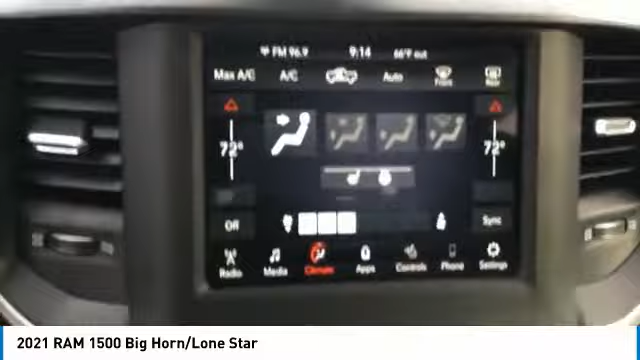 FM 96.9 9:14 66°F out
Max A/C A/C Auto Front Rear
72° 72°
Off Sync
Radio Media Climate Apps Controls Phone Settings
2021 RAM 1500 Big Horn/Lone Star